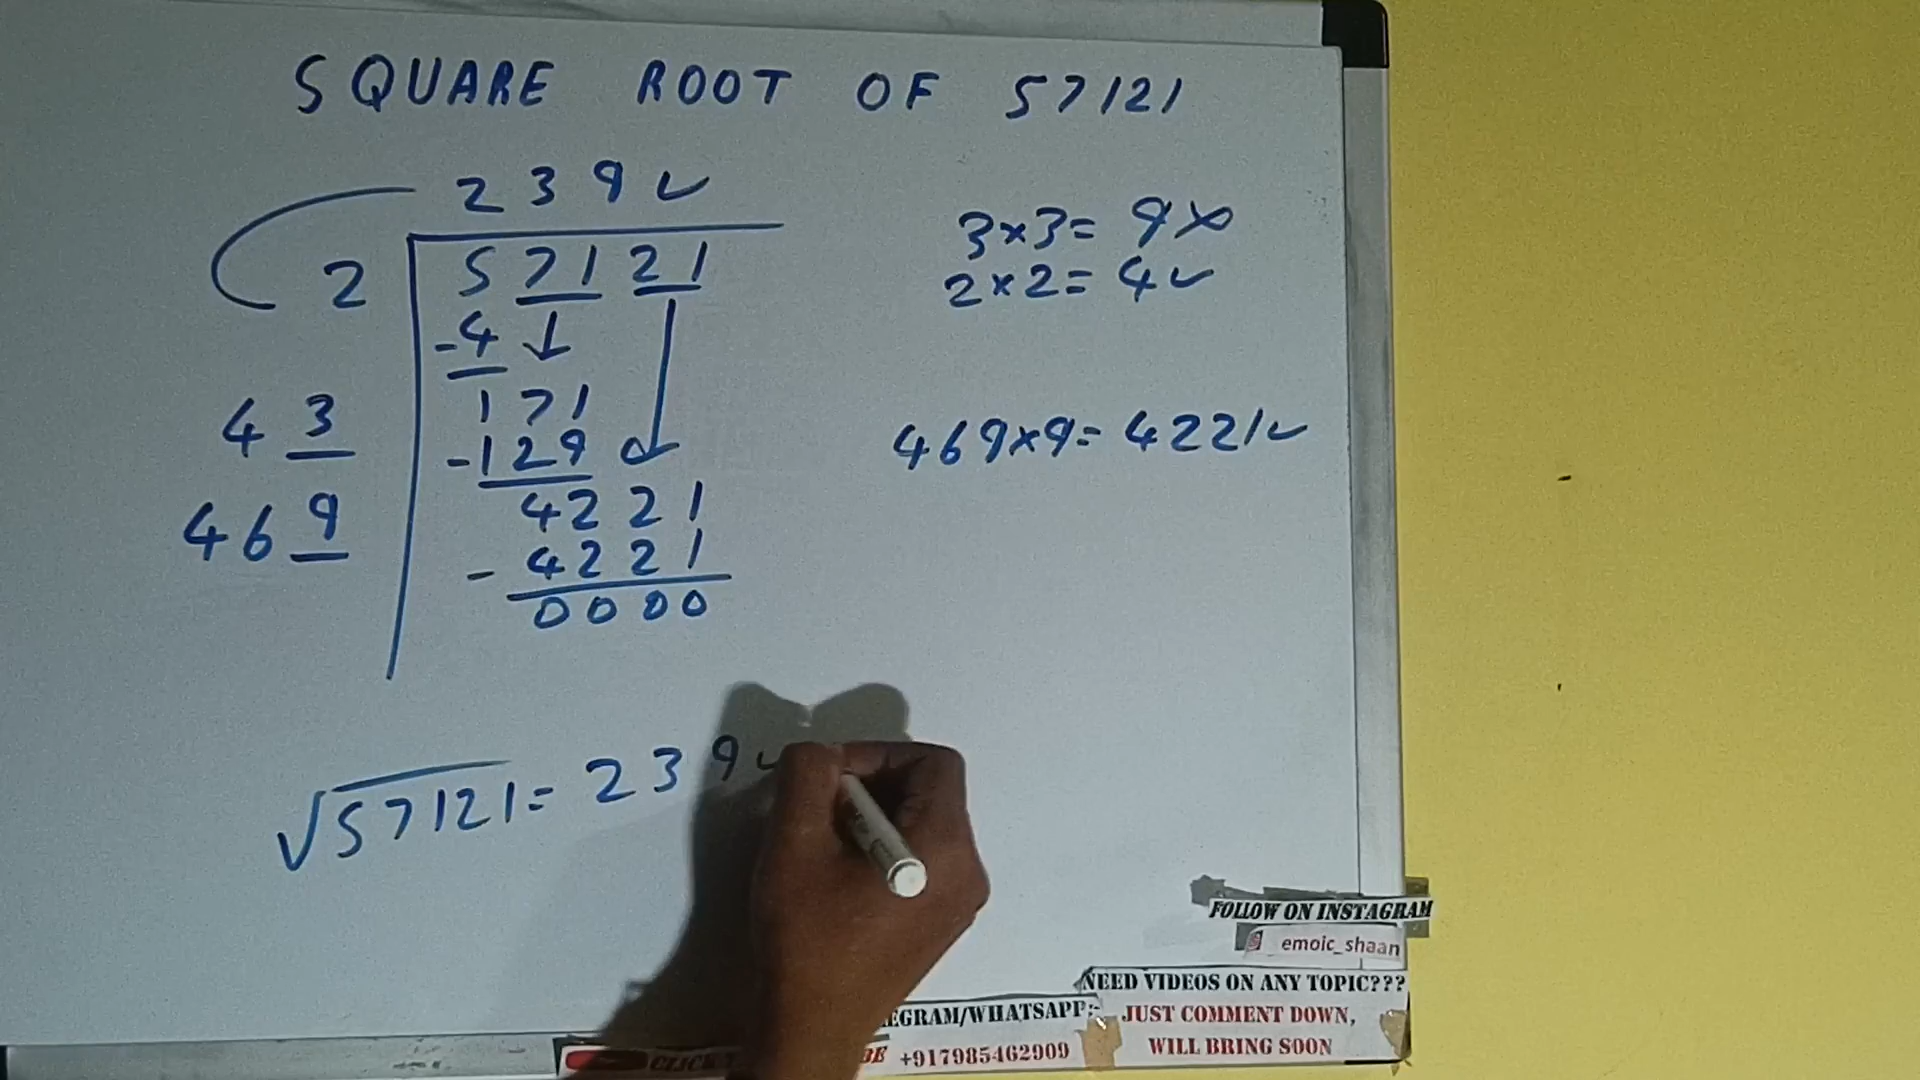 SQUARE ROOT OF 57121
239✓
2 57121
-4
171
43 -129
4221
469 -4221
0000
3×3= 9×
2×2= 4✓
469×9= 4221✓
√57121= 239✓
FOLLOW ON INSTAGRAM
emoic_shaan
NEED VIDEOS ON ANY TOPIC???
JUST COMMENT DOWN,
WILL BRING SOON
EGRAM/WHATSAPP:-
+917985462909